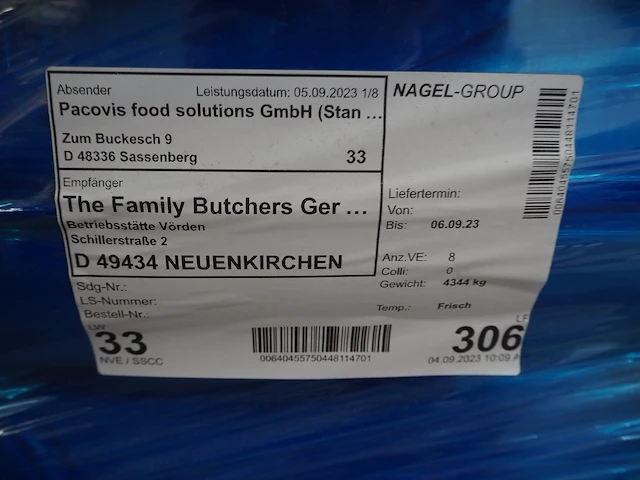 Absender Leistungsdatum: 05.09.2023 1/8
Pacovis food solutions GmbH (Stan ...
Zum Buckesch 9
D 48336 Sassenberg 33
Empfänger
The Family Butchers Ger ...
Betriebsstätte Vörden
Schillerstraße 2
D 49434 NEUENKIRCHEN
Sdg-Nr.:
LS-Nummer:
Bestell-Nr.:
LW
33
NVE / SSCC
00640455750448114701
NAGEL-GROUP
Liefertermin:
Von:
Bis: 06.09.23
Anz.VE: 8
Colli: 0
Gewicht: 4344 kg
Temp.: Frisch
LF
306
04.09.2023 10:09
00640455750448114701